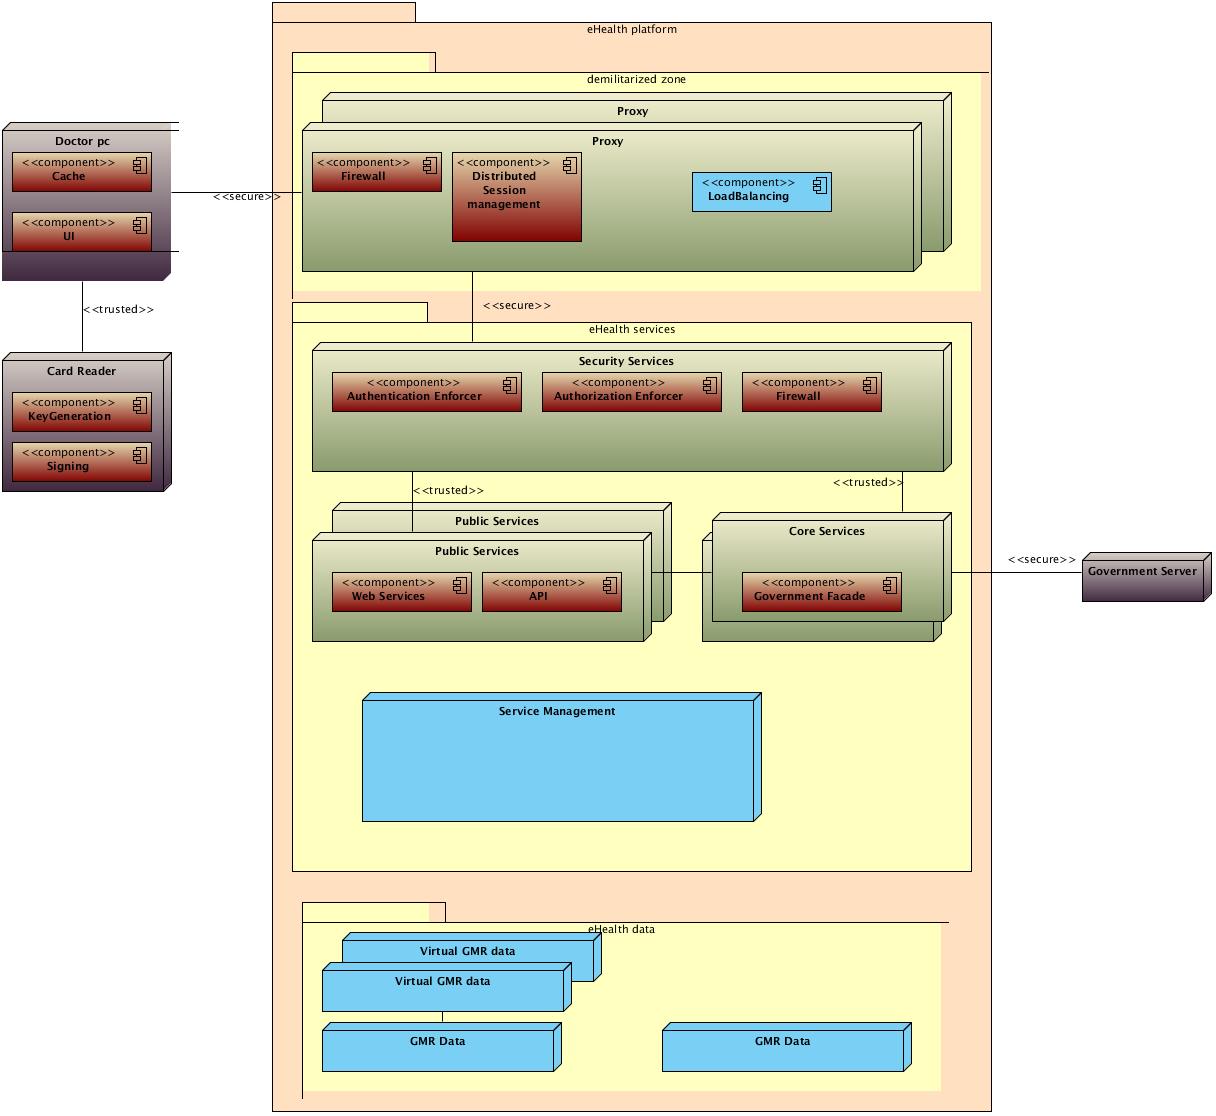 eHealth platform
demilitarized zone
Proxy
Proxy
<<component>>
Firewall
<<component>>
Distributed
Session
management
<<component>>
LoadBalancing
Doctor pc
<<component>>
Cache
<<component>>
UI
<<secure>>
<<trusted>>
Card Reader
<<component>>
KeyGeneration
<<component>>
Signing
<<secure>>
eHealth services
Security Services
<<component>>
Authentication Enforcer
<<component>>
Authorization Enforcer
<<component>>
Firewall
<<trusted>>
<<trusted>>
Public Services
Public Services
<<component>>
Web Services
<<component>>
API
Core Services
<<component>>
Government Facade
<<secure>>
Government Server
Service Management
eHealth data
Virtual GMR data
Virtual GMR data
GMR Data
GMR Data